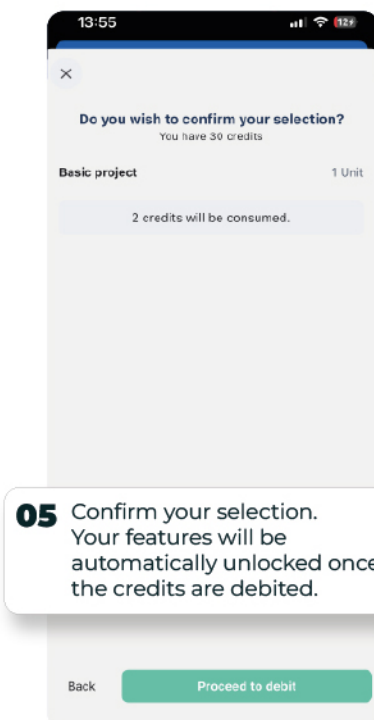 13:55
12
Do you wish to confirm your selection?
You have 30 credits
Basic project 1 Unit
2 credits will be consumed.
05 Confirm your selection.
Your features will be
automatically unlocked once
the credits are debited.
Back Proceed to debit